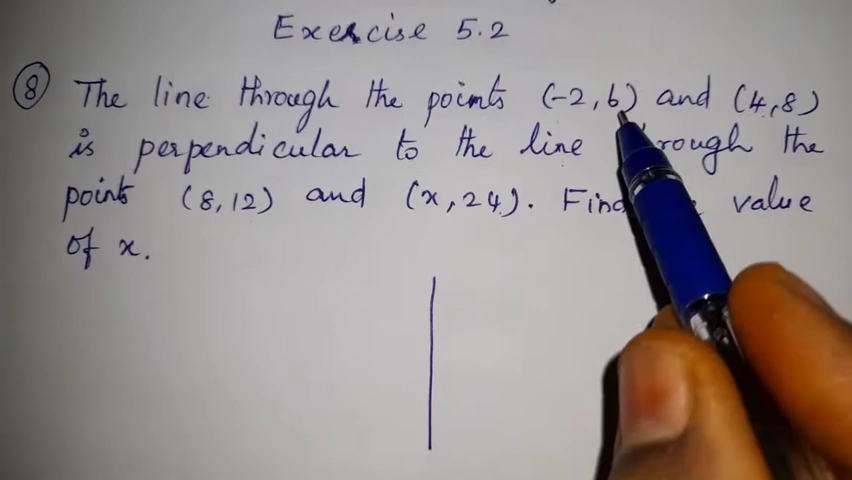 Exercise 5.2
8 The line through the points (-2, 6) and (4, 8)
is perpendicular to the line through the
point (8, 12) and (x, 24). Find value
of x.